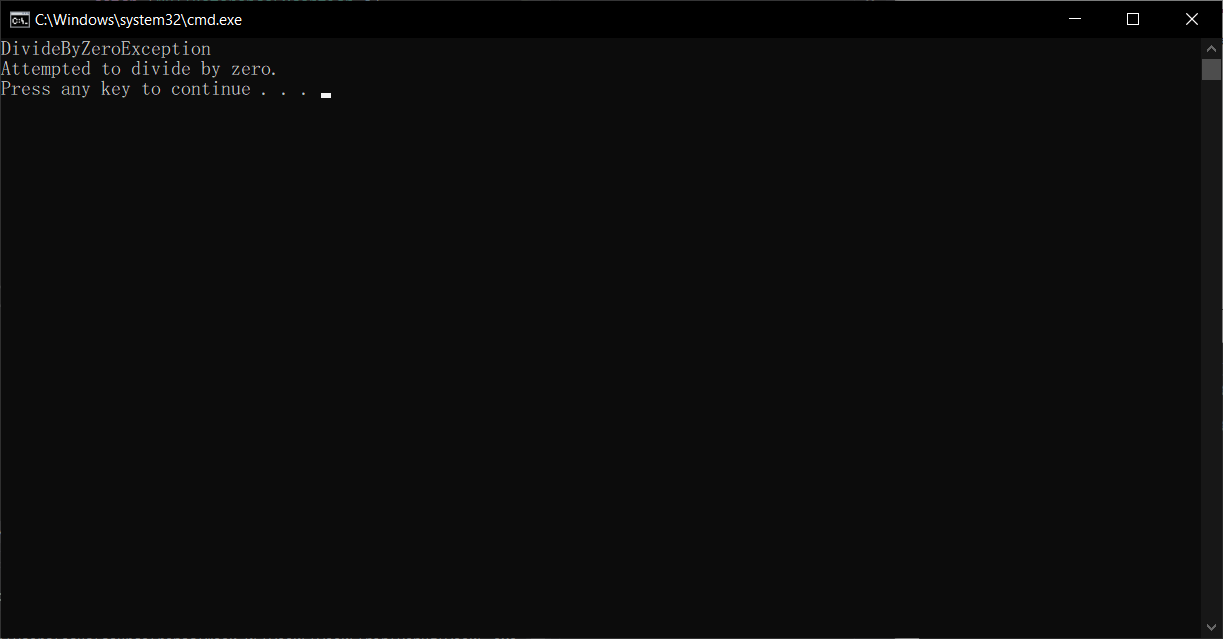 C:\Windows\system32\cmd.exe
DivideByZeroException
Attempted to divide by zero.
Press any key to continue . . .